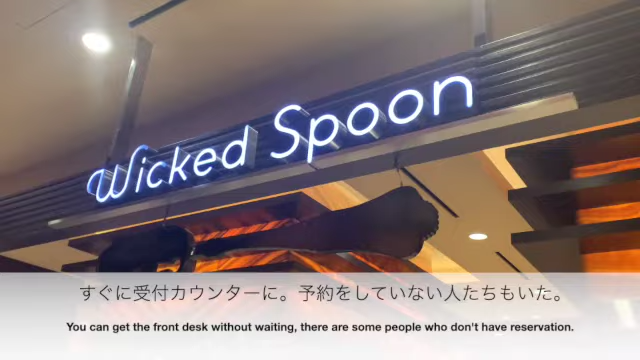 Wicked Spoon
すぐに受付カウンターに。予約をしていない人たちもいた。
You can get the front desk without waiting, there are some people who don't have reservation.